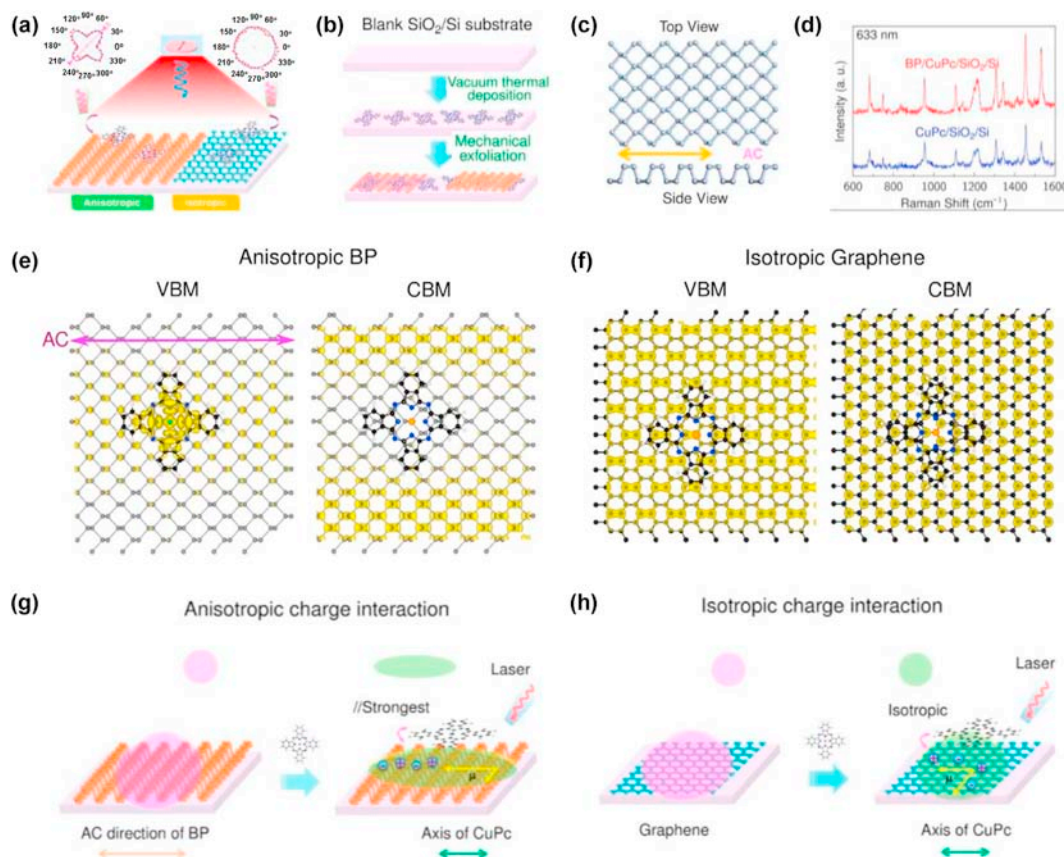 (a)
120° 90° 60°
150° 30°
180° 0°
210° 330°
240° 270° 300°
120° 90° 60°
150° 30°
180° 0°
210° 330°
240° 270° 300°
Anisotropic
Isotropic
(b)
Blank SiO2/Si substrate
Vacuum thermal
deposition
Mechanical
exfoliation
(c)
Top View
AC
Side View
(d)
633 nm
BP/CuPc/SiO2/Si
CuPc/SiO2/Si
Intensity (a. u.)
600 800 1000 1200 1400 1600
Raman Shift (cm-1)
(e)
Anisotropic BP
VBM
CBM
AC
(f)
Isotropic Graphene
VBM
CBM
(g)
Anisotropic charge interaction
Laser
//Strongest
μ
AC direction of BP
Axis of CuPc
(h)
Isotropic charge interaction
Laser
Isotropic
μ
Graphene
Axis of CuPc